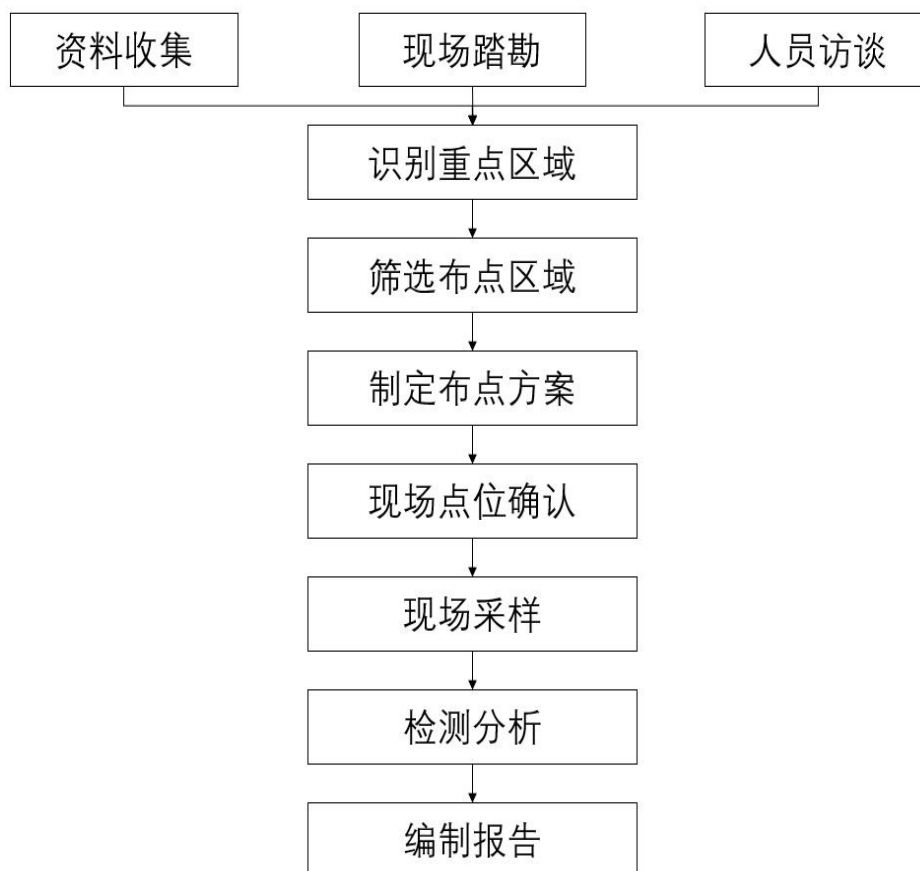 资料收集
现场踏勘
人员访谈
识别重点区域
筛选布点区域
制定布点方案
现场点位确认
现场采样
检测分析
编制报告